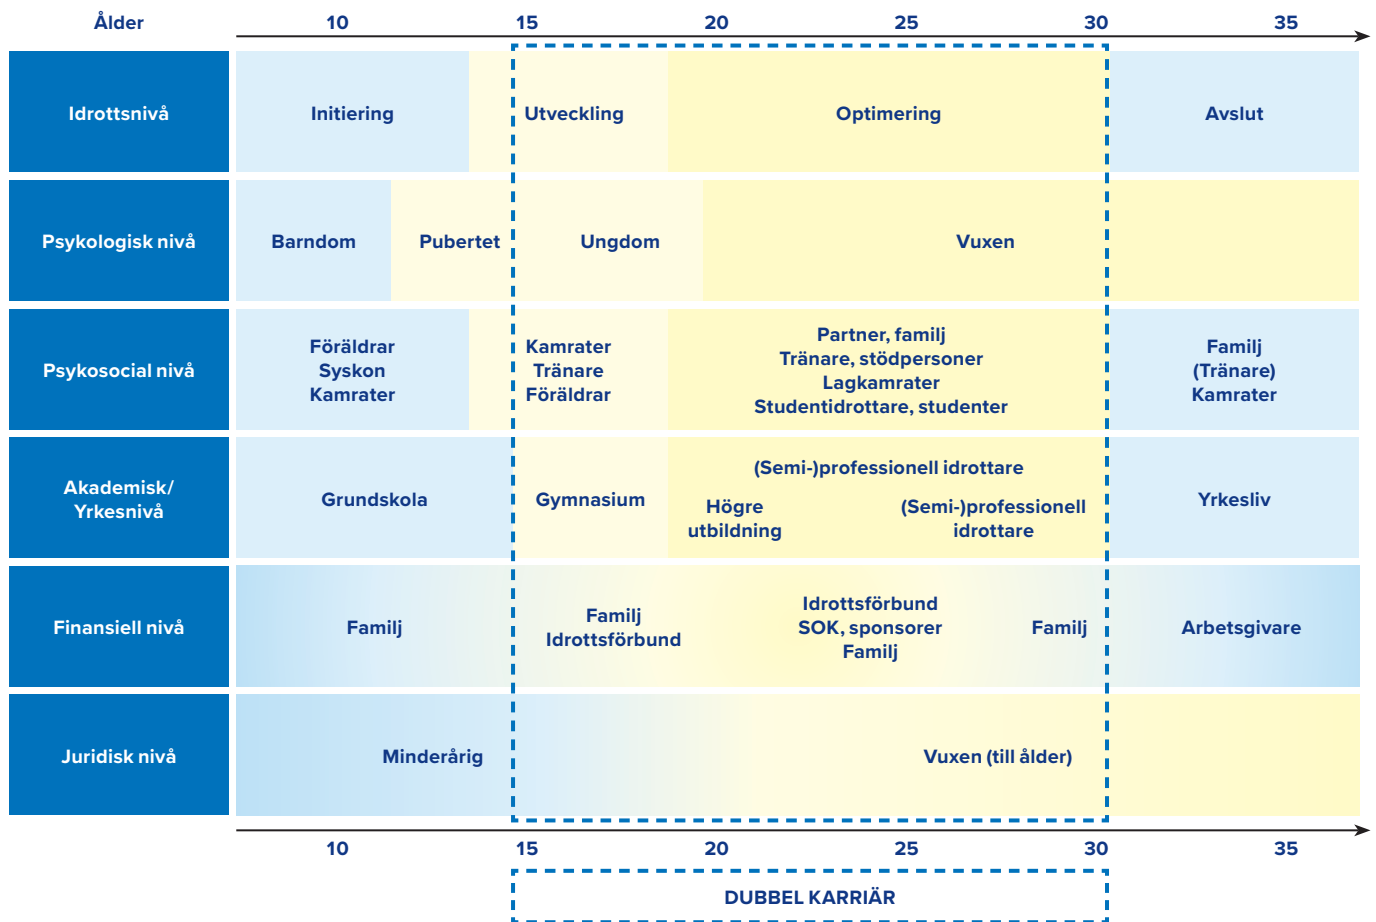 Ålder 10 15 20 25 30 35
Idrottsnivå
Initiering
Utveckling
Optimering
Avslut
Psykologisk nivå
Barndom
Pubertet
Ungdom
Vuxen
Psykosocial nivå
Föräldrar
Syskon
Kamrater
Kamrater
Tränare
Föräldrar
Partner, familj
Tränare, stödpersoner
Lagkamrater
Studentidrottare, studenter
Familj
(Tränare)
Kamrater
Akademisk/
Yrkesnivå
Grundskola
Gymnasium
(Semi-)professionell idrottare
Högre
utbildning
(Semi-)professionell
idrottare
Yrkesliv
Finansiell nivå
Familj
Familj
Idrottsförbund
Idrottsförbund
SOK, sponsorer
Familj
Familj
Arbetsgivare
Juridisk nivå
Minderårig
Vuxen (till ålder)
10 15 20 25 30 35
DUBBEL KARRIÄR